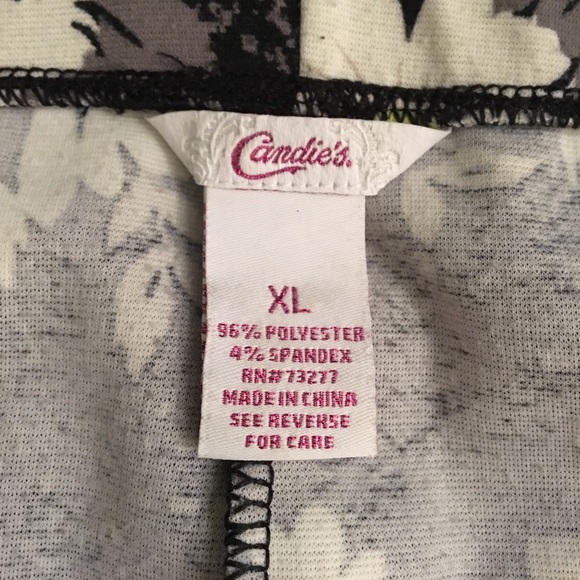 Candie's.
XL
96% POLYESTER
4% SPANDEX
RN#73277
MADE IN CHINA
SEE REVERSE
FOR CARE